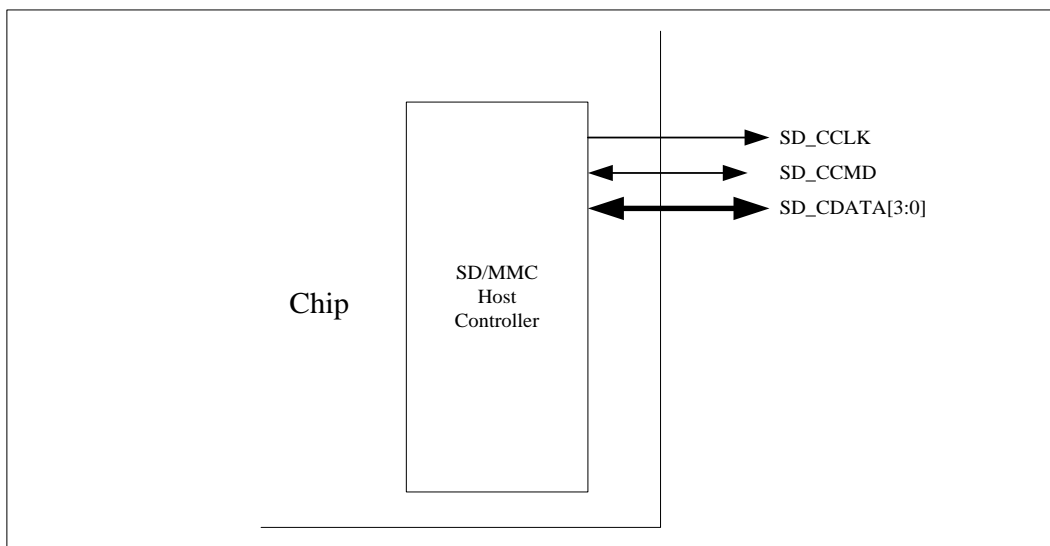 SD_CCLK
SD_CCMD
SD_CDATA[3:0]
SD/MMC
Host
Controller
Chip